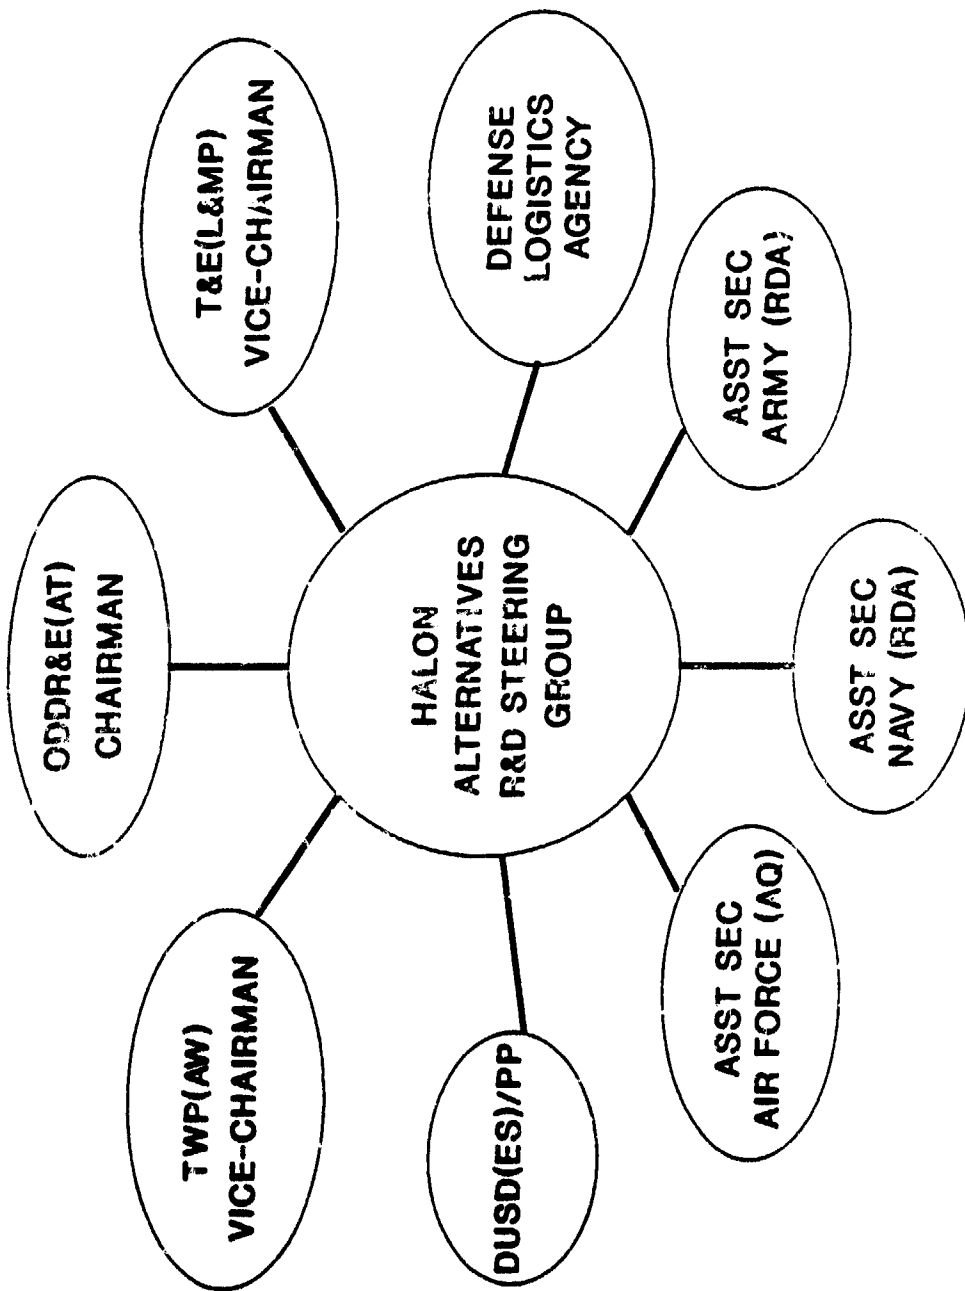 ODDR&E(AT)
CHAIRMAN
TWP(AW)
VICE-CHAIRMAN
T&E(L&MP)
VICE-CHAIRMAN
HALON
ALTERNATIVES
R&D STEERING
GROUP
DUSD(ES)/PP
DEFENSE
LOGISTICS
AGENCY
ASST SEC
AIR FORCE (AQ)
ASST SEC
ARMY (RDA)
ASST SEC
NAVY (RDA)